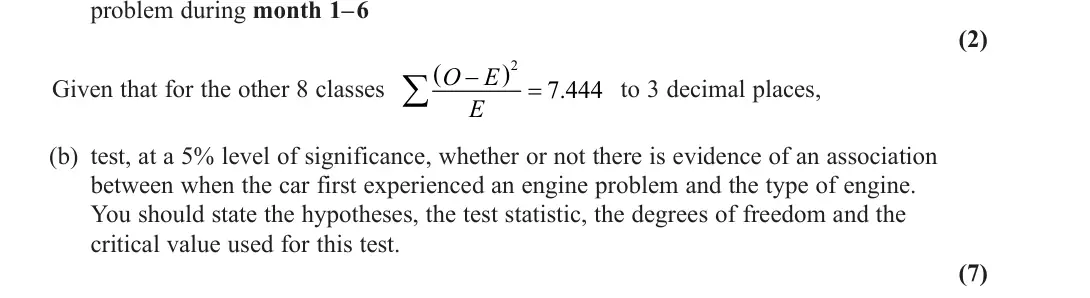 problem during month 1–6
(2)
Given that for the other 8 classes ∑ (O – E)² / E = 7.444 to 3 decimal places,
(b) test, at a 5% level of significance, whether or not there is evidence of an association
between when the car first experienced an engine problem and the type of engine.
You should state the hypotheses, the test statistic, the degrees of freedom and the
critical value used for this test.
(7)